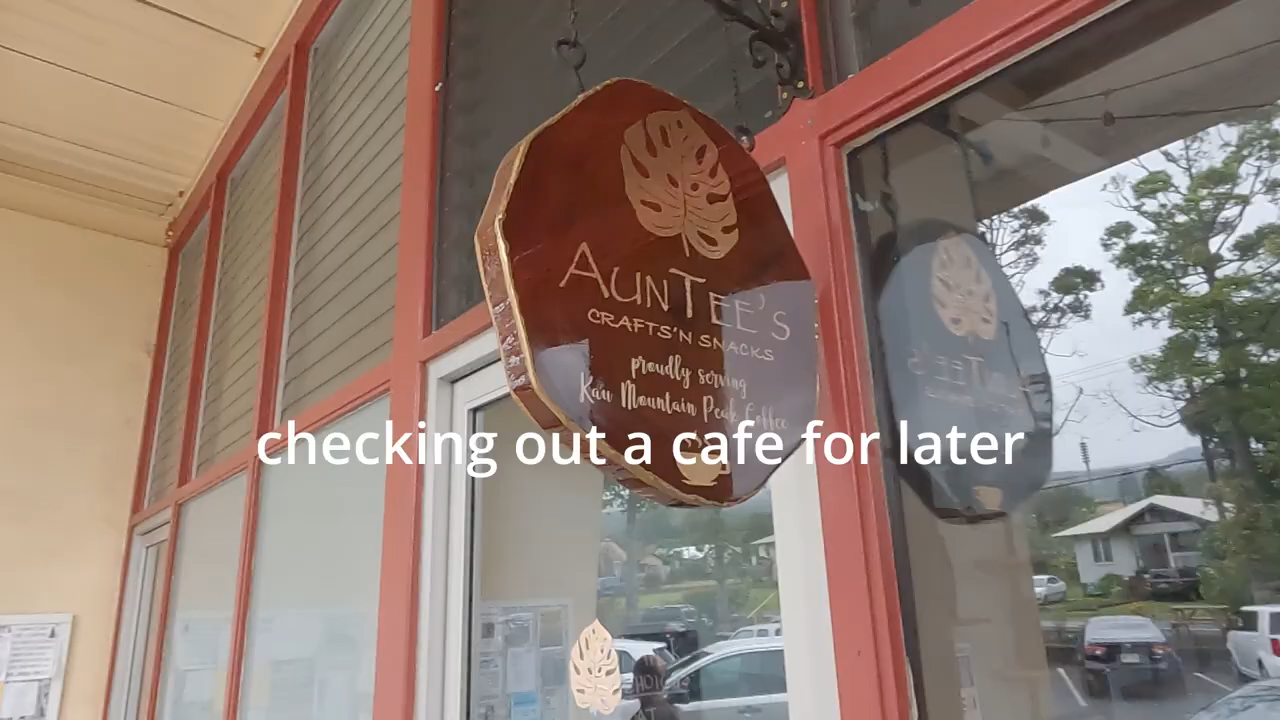 AunTee's
Crafts'n Snacks
proudly serving
Kau Mountain Peak Coffee
checking out a cafe for later